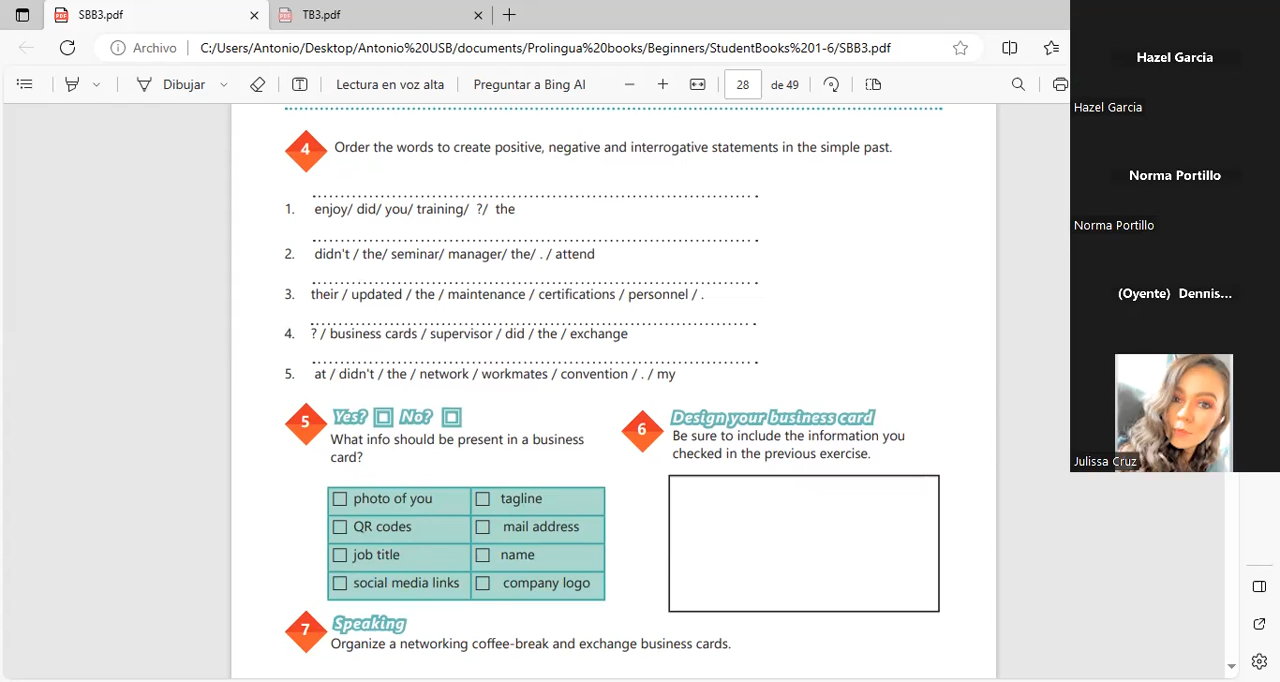 SBB3.pdf
TB3.pdf
Archivo
C:/Users/Antonio/Desktop/Antonio%20USB/documents/Prolingua%20books/Beginners/StudentBooks%201-6/SBB3.pdf
Dibujar
Lectura en voz alta
Preguntar a Bing AI
28
de 49
4
Order the words to create positive, negative and interrogative statements in the simple past.
1. enjoy/ did/ you/ training/ ?/ the
2. didn't / the/ seminar/ manager/ the/ . / attend
3. their / updated / the / maintenance / certifications / personnel / .
4. ? / business cards / supervisor / did / the / exchange
5. at / didn't / the / network / workmates / convention / . / my
5
Yes? No?
What info should be present in a business
card?
photo of you
tagline
QR codes
mail address
job title
name
social media links
company logo
6
Design your business card
Be sure to include the information you
checked in the previous exercise.
7
Speaking
Organize a networking coffee-break and exchange business cards.
Hazel Garcia
Hazel Garcia
Norma Portillo
Norma Portillo
(Oyente) Dennis...
Julissa Cruz